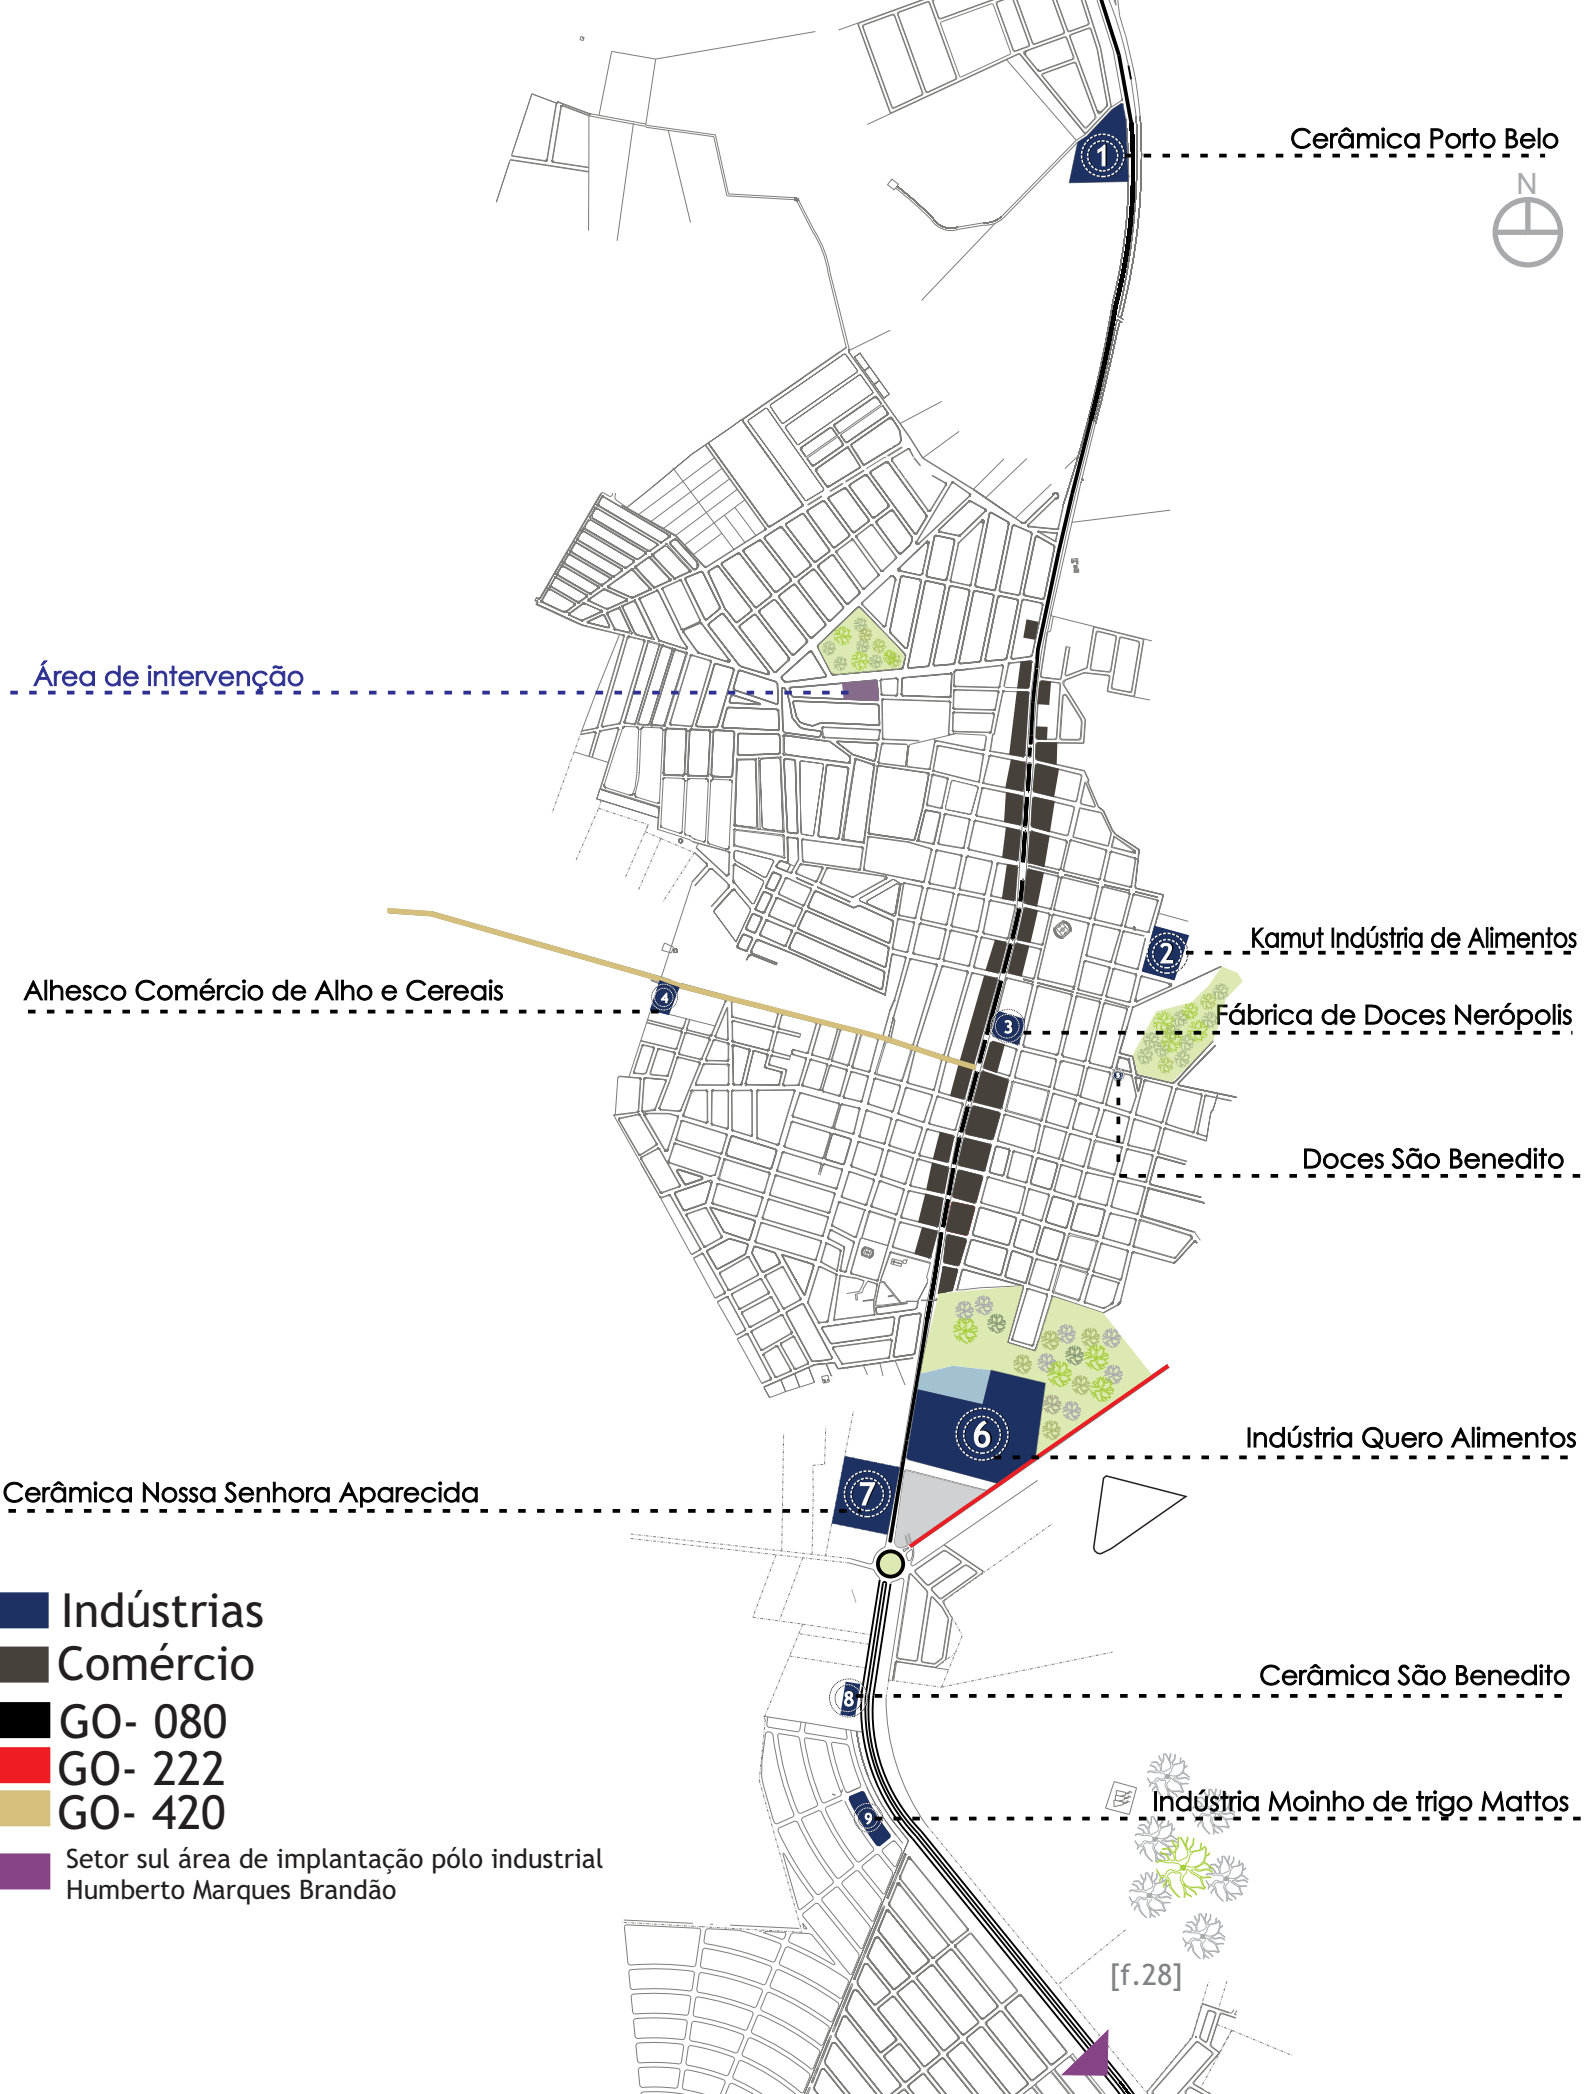 Cerâmica Porto Belo
N
1
Área de intervenção
Kamut Indústria de Alimentos
2
Alhesco Comércio de Alho e Cereais
4
Fábrica de Doces Nerópolis
3
Doces São Benedito
Indústria Quero Alimentos
6
Cerâmica Nossa Senhora Aparecida
7
Indústrias
Comércio
GO- 080
GO- 222
GO- 420
Setor sul área de implantação pólo industrial
Humberto Marques Brandão
Cerâmica São Benedito
8
Indústria Moinho de trigo Mattos
9
[f.28]